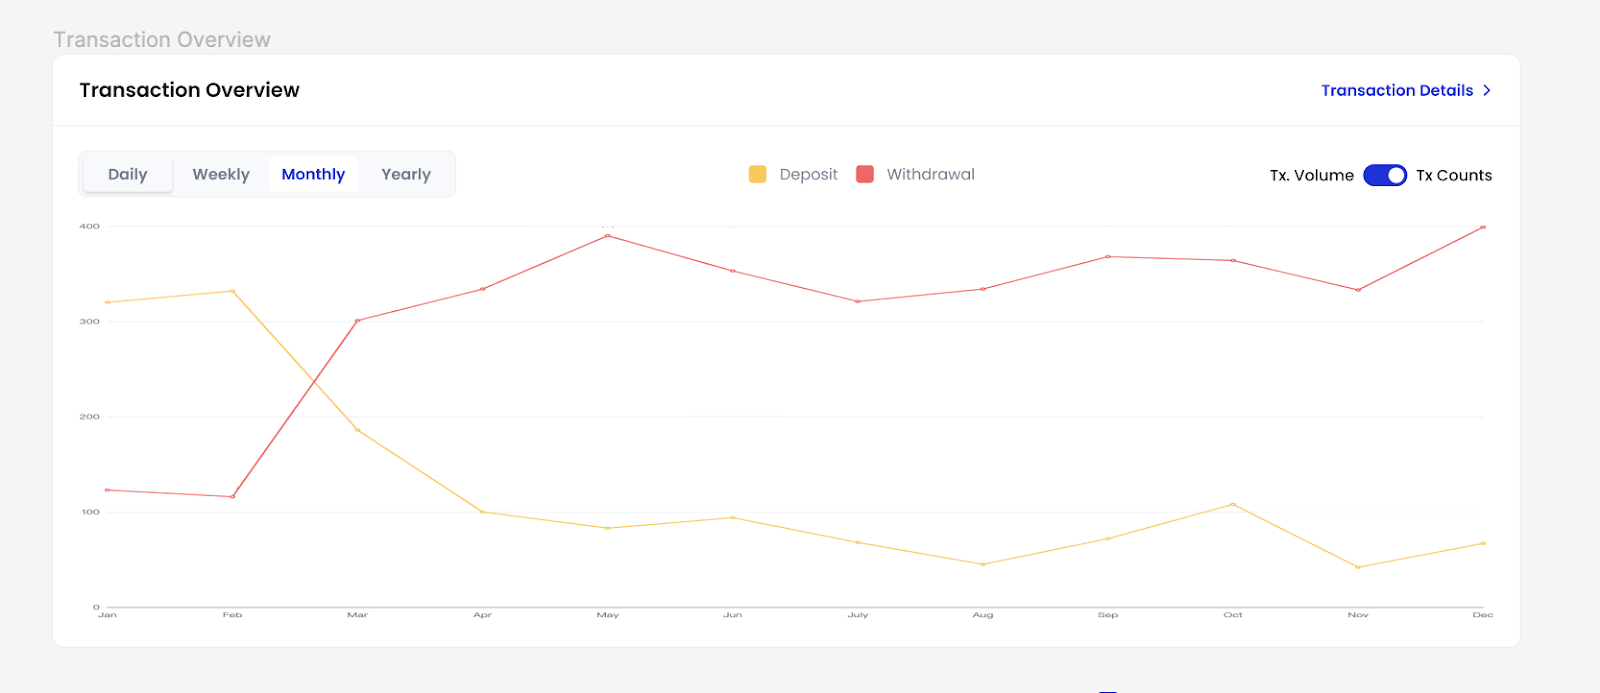 Transaction Overview
Transaction Overview
Transaction Details
Daily Weekly Monthly Yearly
Deposit Withdrawal
Tx. Volume Tx Counts
400
300
200
100
0
Jan Feb Mar Apr May Jun July Aug Sep Oct Nov Dec